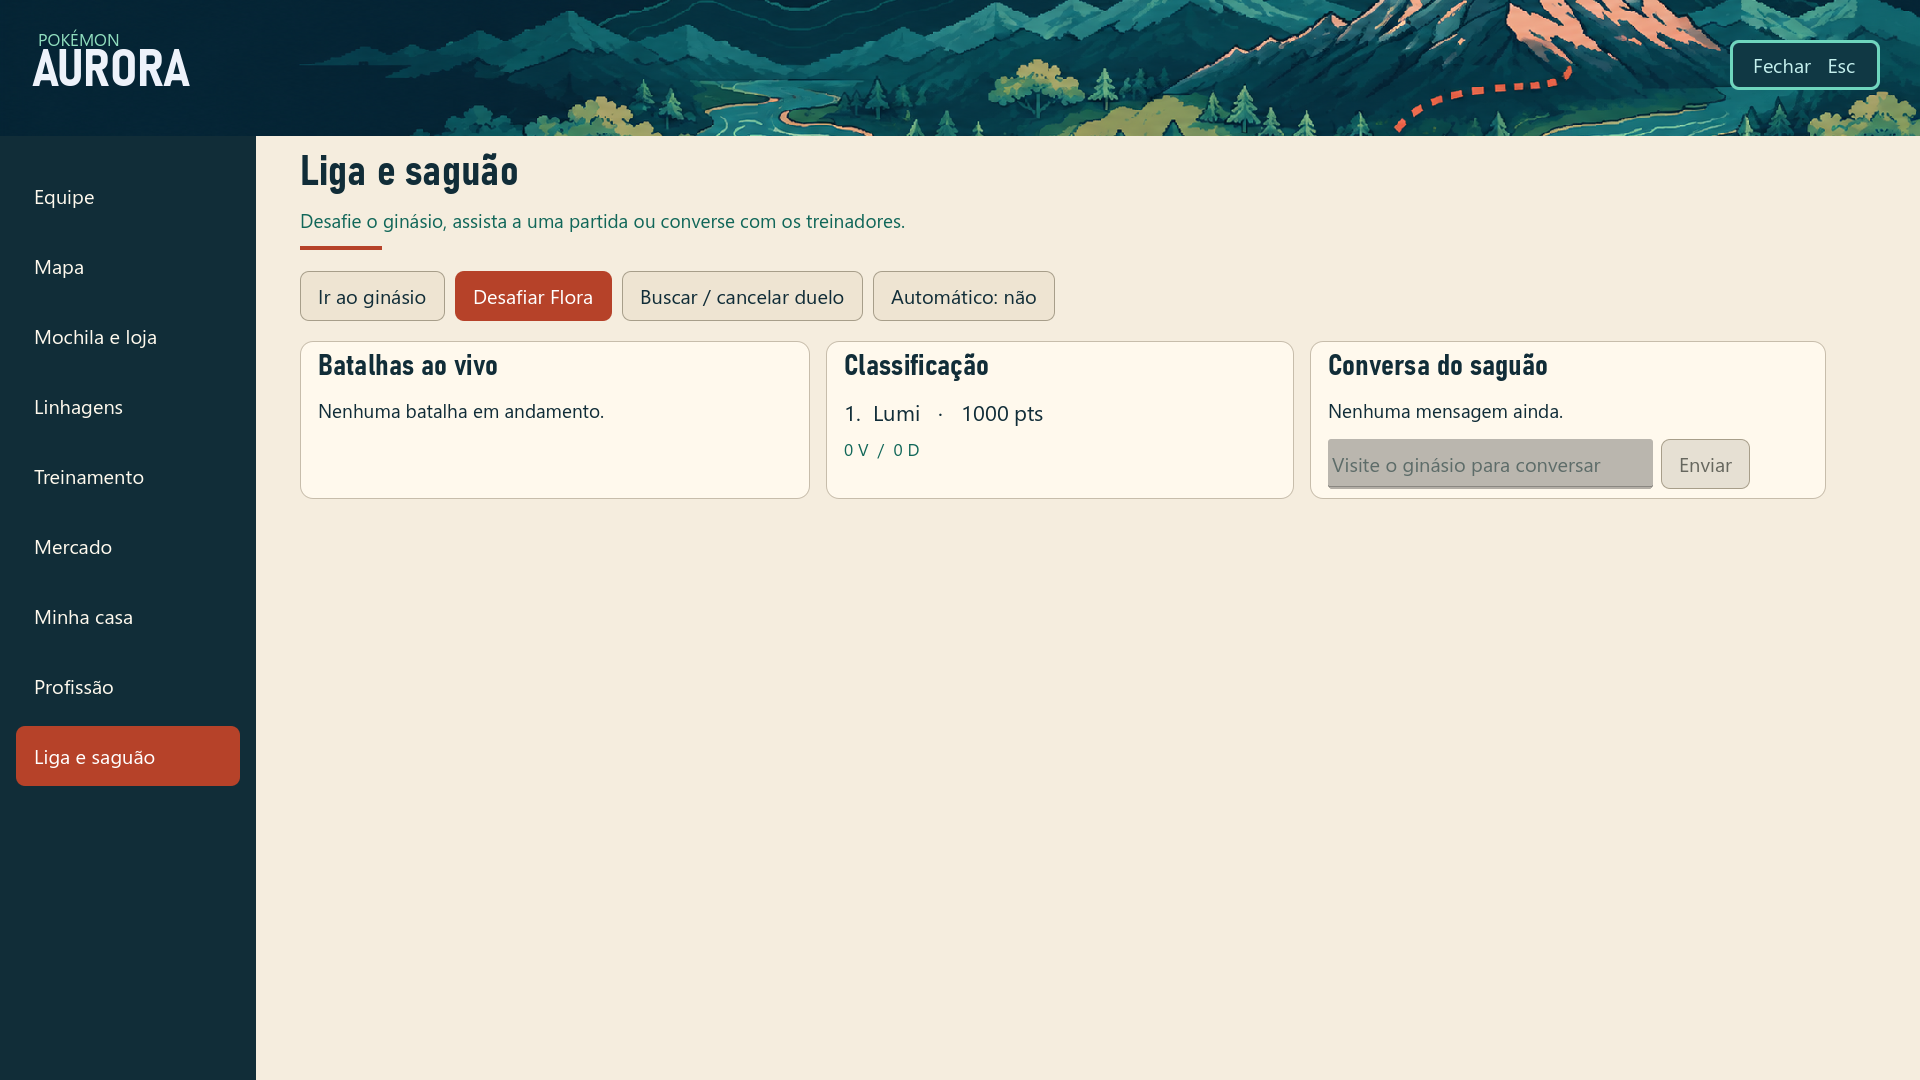 POKÉMON
AURORA
Fechar Esc
Equipe
Mapa
Mochila e loja
Linhagens
Treinamento
Mercado
Minha casa
Profissão
Liga e saguão
Liga e saguão
Desafie o ginásio, assista a uma partida ou converse com os treinadores.
Ir ao ginásio
Desafiar Flora
Buscar / cancelar duelo
Automático: não
Batalhas ao vivo
Nenhuma batalha em andamento.
Classificação
1. Lumi · 1000 pts
0 V / 0 D
Conversa do saguão
Nenhuma mensagem ainda.
Visite o ginásio para conversar
Enviar